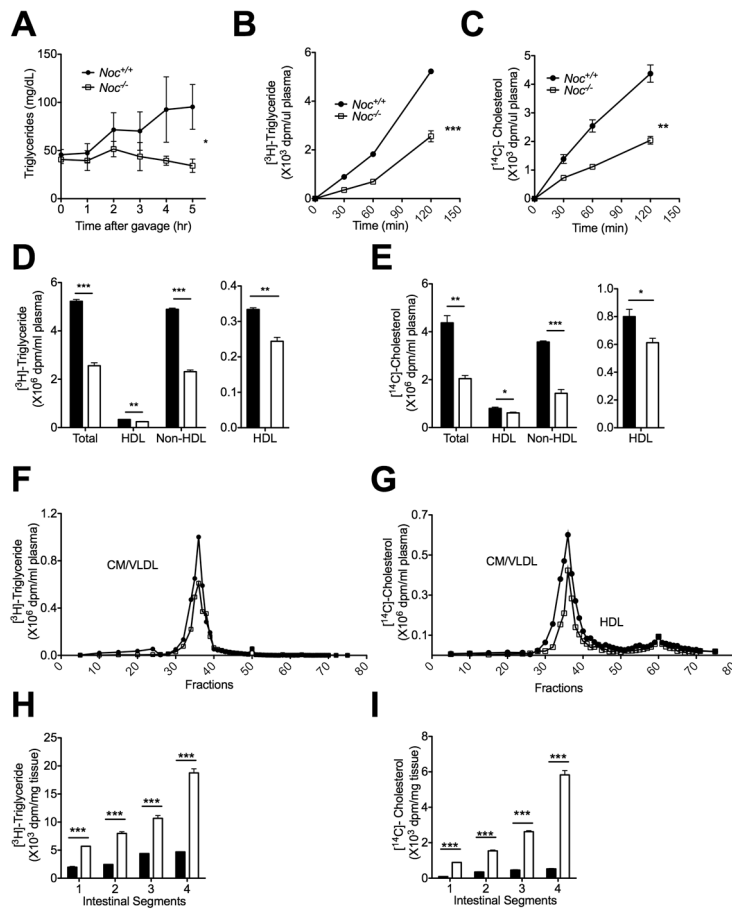 A
Triglycerides (mg/dL)
150
100
50
0
0 1 2 3 4 5
Time after gavage (hr)
Noc+/+
Noc-/-
*
B
[3H]-Triglyceride
(X103 dpm/ul plasma)
6
4
2
0
0 30 60 90 120 150
Time (min)
Noc+/+
Noc-/-
***
C
[14C]- Cholesterol
(X103 dpm/ul plasma)
5
4
3
2
1
0
0 30 60 90 120 150
Time (min)
Noc+/+
Noc-/-
**
D
[3H]-Triglyceride
(X106 dpm/ml plasma)
6
4
2
0
***
**
***
Total HDL Non-HDL
0.4
0.3
0.2
0.1
0.0
**
HDL
E
[14C]-Cholesterol
(X106 dpm/ml plasma)
6
4
2
0
**
*
***
Total HDL Non-HDL
1.0
0.8
0.6
0.4
0.2
0.0
*
HDL
F
[3H]-Triglyceride
(X106 dpm/ml plasma)
1.2
0.8
0.4
0.0
CM/VLDL
0 10 20 30 40 50 60 70 80
Fractions
G
[14C]-Cholesterol
(X106 dpm/ml plasma)
0.7
0.5
0.3
0.1
CM/VLDL
HDL
0 10 20 30 40 50 60 70 80
Fractions
H
[3H]-Triglyceride
(X103 dpm/mg tissue)
25
20
15
10
5
0
***
***
***
***
1 2 3 4
Intestinal Segments
I
[14C]- Cholesterol
(X103 dpm/mg tissue)
8
6
4
2
0
***
***
***
***
1 2 3 4
Intestinal Segments